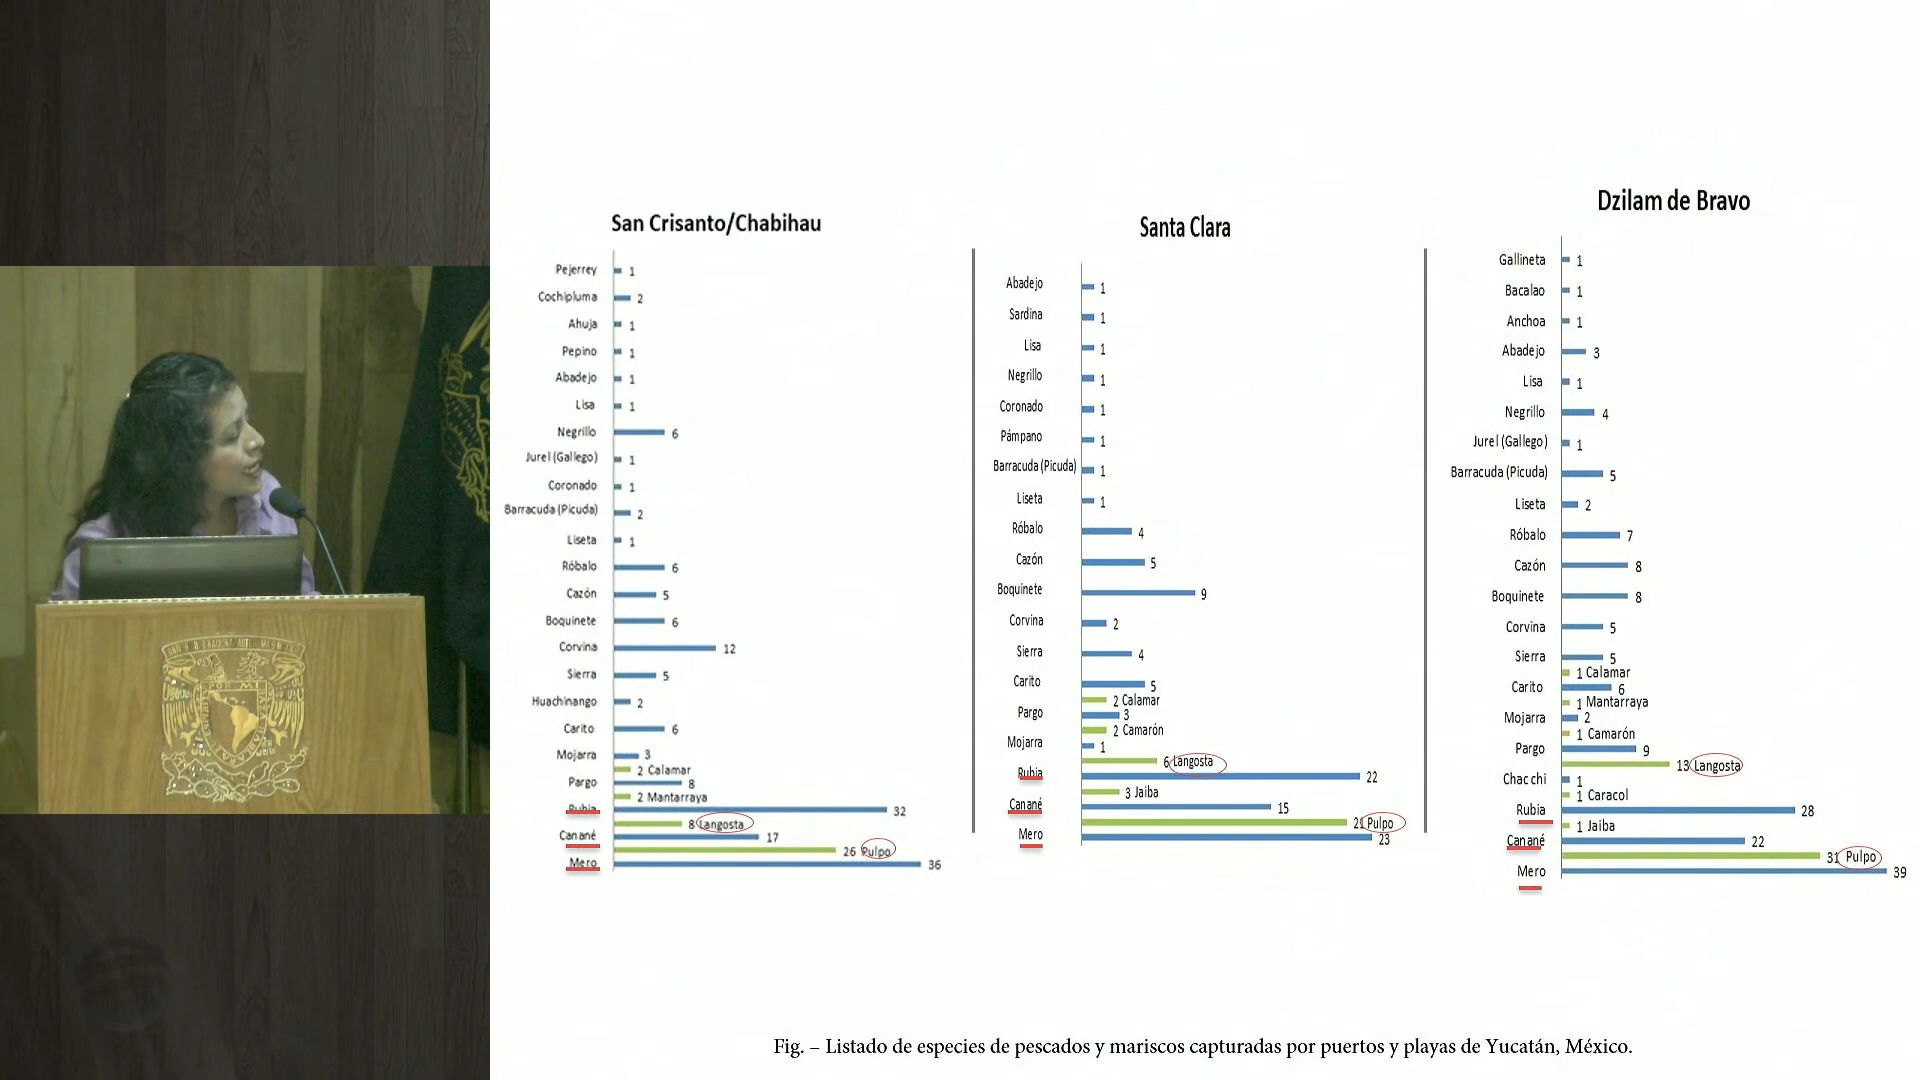 San Crisanto/Chabihau
Pejerrey 1
Cochipluma 2
Ahuja 1
Pepino 1
Abadejo 1
Lisa 1
Negrillo 6
Jurel (Gallego) 1
Coronado 1
Barracuda (Picuda) 2
Liseta 1
Róbalo 6
Cazón 5
Boquinete 6
Corvina 12
Sierra 5
Huachinango 2
Carito 6
Mojarra 3
2 Calamar
Pargo 8
2 Mantarraya
Rubia 32
8 Langosta
Canané 17
26 Pulpo
Mero 36
Santa Clara
Abadejo 1
Sardina 1
Lisa 1
Negrillo 1
Coronado 1
Pámpano 1
Barracuda (Picuda) 1
Liseta 1
Róbalo 4
Cazón 5
Boquinete 9
Corvina 2
Sierra 4
Carito 5
2 Calamar
Pargo 3
2 Camarón
Mojarra 1
6 Langosta
Rubia 22
3 Jaiba
Canané 15
21 Pulpo
Mero 23
Dzilam de Bravo
Gallineta 1
Bacalao 1
Anchoa 1
Abadejo 3
Lisa 1
Negrillo 4
Jurel (Gallego) 1
Barracuda (Picuda) 5
Liseta 2
Róbalo 7
Cazón 8
Boquinete 8
Corvina 5
Sierra 5
1 Calamar
Carito 6
1 Mantarraya
Mojarra 2
1 Camarón
Pargo 9
13 Langosta
Chac chi 1
1 Caracol
Rubia 28
1 Jaiba
Canané 22
31 Pulpo
Mero 39
Fig. – Listado de especies de pescados y mariscos capturadas por puertos y playas de Yucatán, México.